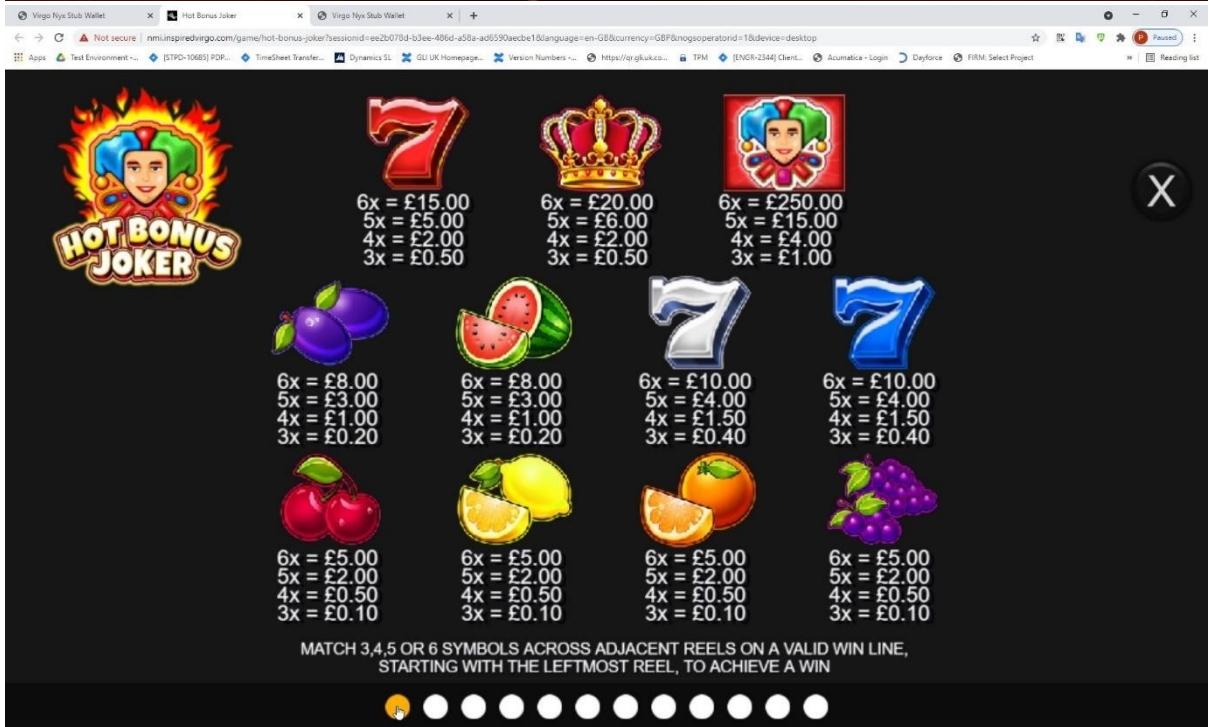 Virgo Nyx Stub Wallet
Hot Bonus Joker
Virgo Nyx Stub Wallet
Not secure
nmi.inspiredvirgo.com/game/hot-bonus-joker?sessionid=ee2b078d-b3ee-486d-a58a-ad6590aecbe1&language=en-GB&currency=GBP&nogsoperatorid=1&device=desktop
P Paused
Apps
Test Environment -...
[STPD-10685] PDP...
TimeSheet Transfer...
Dynamics SL
GLI UK Homepage...
Version Numbers -...
https://qr.gli.uk.co...
TPM
[ENGR-2344] Client...
Acumatica - Login
Dayforce
FIRM: Select Project
Reading list
HOT BONUS
JOKER
X
6x = £15.00
5x = £5.00
4x = £2.00
3x = £0.50
6x = £20.00
5x = £6.00
4x = £2.00
3x = £0.50
6x = £250.00
5x = £15.00
4x = £4.00
3x = £1.00
6x = £8.00
5x = £3.00
4x = £1.00
3x = £0.20
6x = £8.00
5x = £3.00
4x = £1.00
3x = £0.20
6x = £10.00
5x = £4.00
4x = £1.50
3x = £0.40
6x = £10.00
5x = £4.00
4x = £1.50
3x = £0.40
6x = £5.00
5x = £2.00
4x = £0.50
3x = £0.10
6x = £5.00
5x = £2.00
4x = £0.50
3x = £0.10
6x = £5.00
5x = £2.00
4x = £0.50
3x = £0.10
6x = £5.00
5x = £2.00
4x = £0.50
3x = £0.10
MATCH 3,4,5 OR 6 SYMBOLS ACROSS ADJACENT REELS ON A VALID WIN LINE,
STARTING WITH THE LEFTMOST REEL, TO ACHIEVE A WIN